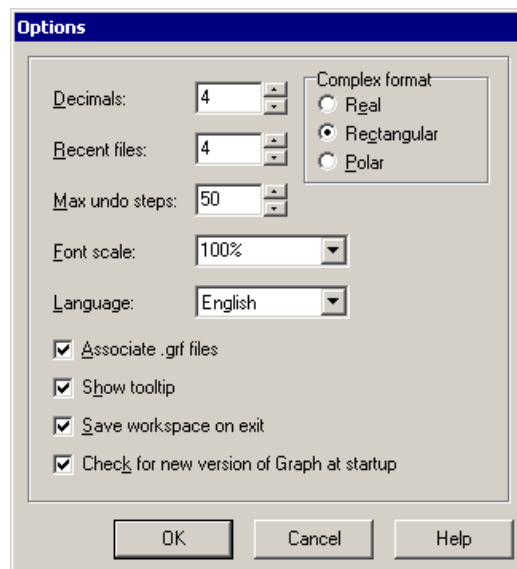 Options
Decimals: 4
Complex format
Real
Rectangular
Polar
Recent files: 4
Max undo steps: 50
Font scale: 100%
Language: English
Associate .grf files
Show tooltip
Save workspace on exit
Check for new version of Graph at startup
OK Cancel Help